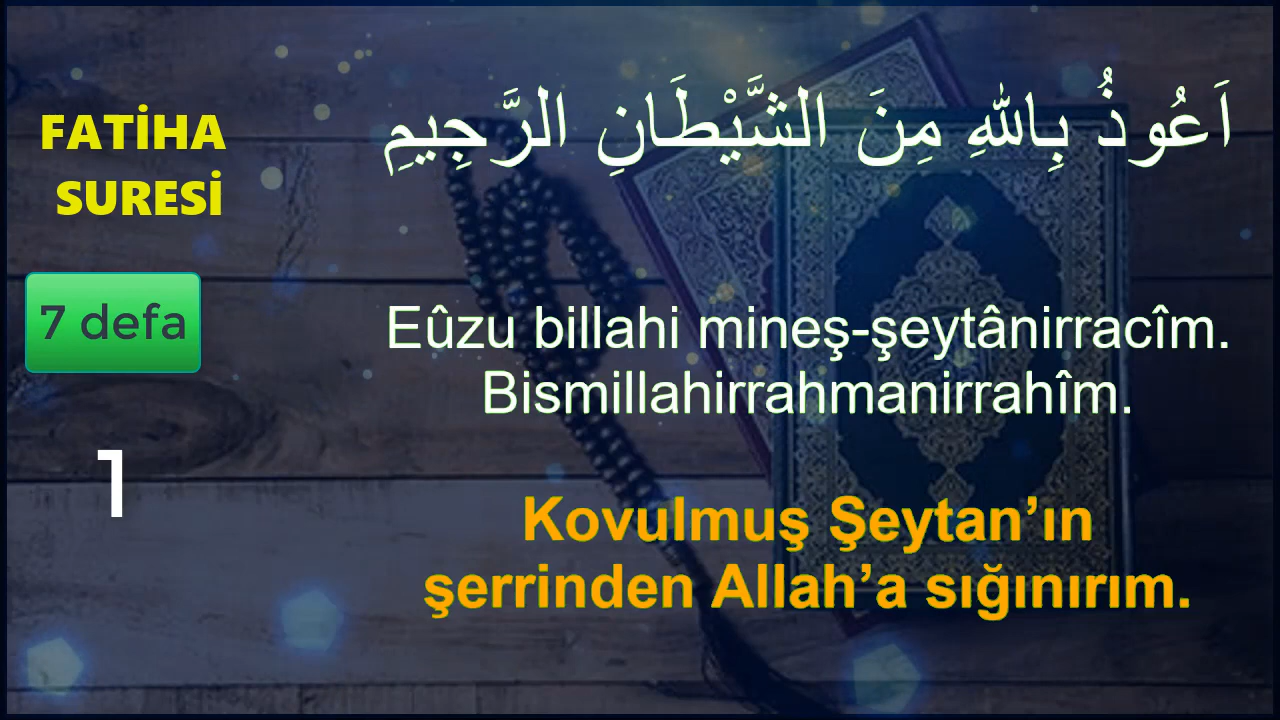 FATİHA
SURESİ
7 defa
1
اَعُوذُ بِاللهِ مِنَ الشَّيْطَانِ الرَّجِيمِ
Eûzu billahi mineş-şeytânirracîm.
Bismillahirrahmanirrahîm.
Kovulmuş Şeytan’ın
şerrinden Allah’a sığınırım.